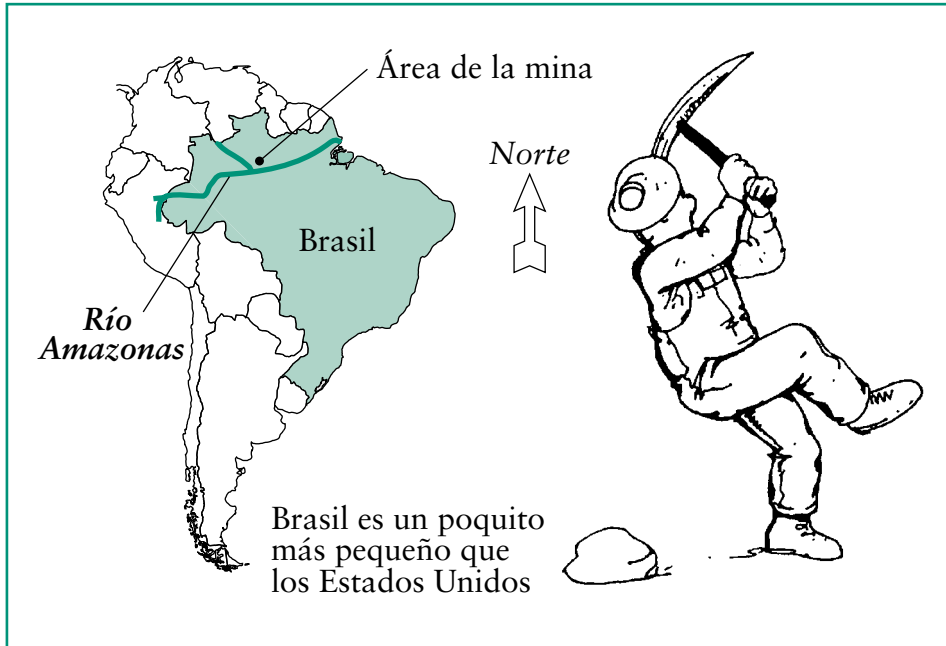 Área de la mina
Norte
Brasil
Río
Amazonas
Brasil es un poquito
más pequeño que
los Estados Unidos